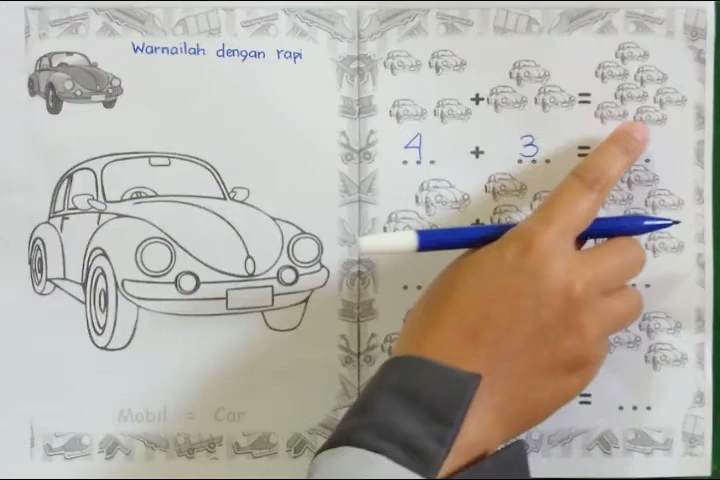 Warnailah dengan rapi
Mobil = Car
+ =
4 + 3 =
+
= ...